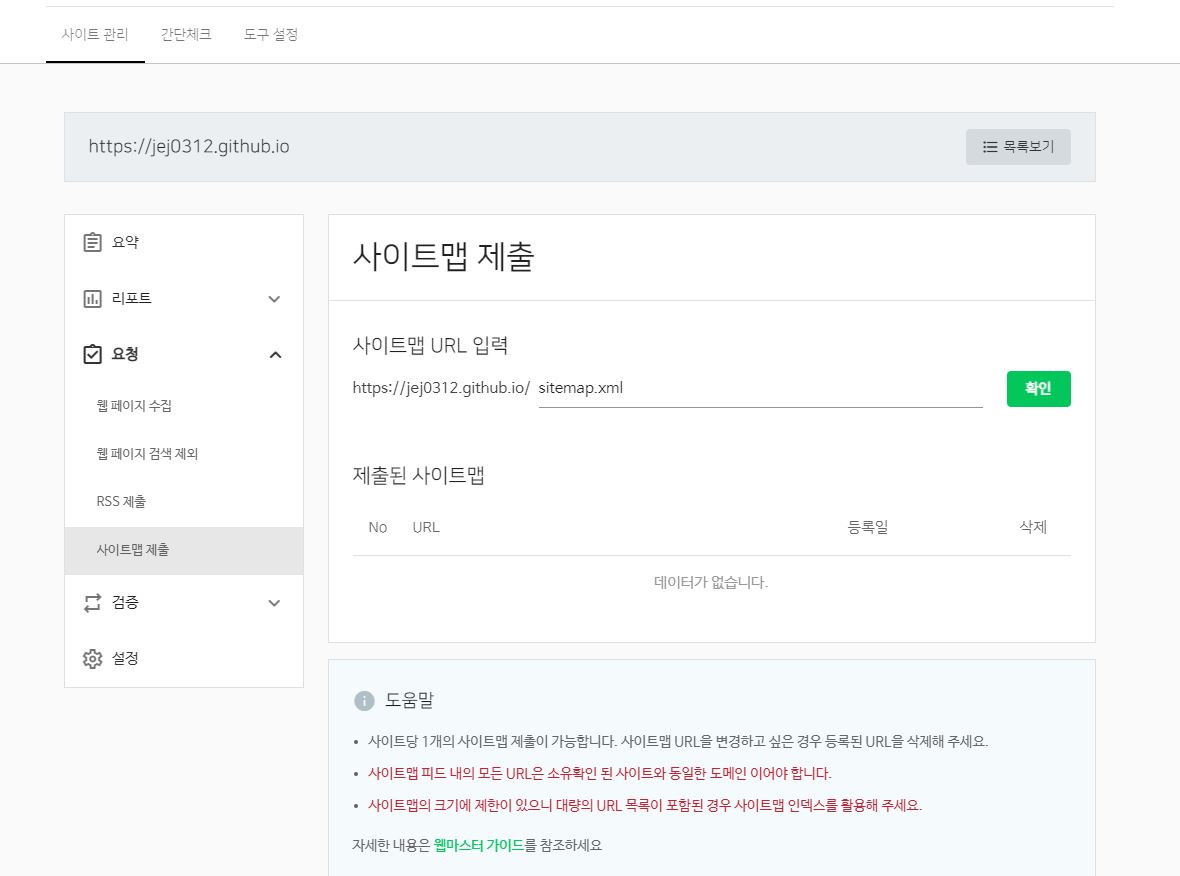 사이트 관리 간단체크 도구 설정
https://jej0312.github.io 목록보기
요약
리포트
요청
웹 페이지 수집
웹 페이지 검색 제외
RSS 제출
사이트맵 제출
검증
설정
사이트맵 제출
사이트맵 URL 입력
https://jej0312.github.io/ sitemap.xml 확인
제출된 사이트맵
No URL 등록일 삭제
데이터가 없습니다.
도움말
• 사이트당 1개의 사이트맵 제출이 가능합니다. 사이트맵 URL을 변경하고 싶은 경우 등록된 URL을 삭제해 주세요.
• 사이트맵 피드 내의 모든 URL은 소유확인 된 사이트와 동일한 도메인 이어야 합니다.
• 사이트맵의 크기에 제한이 있으니 대량의 URL 목록이 포함된 경우 사이트맵 인덱스를 활용해 주세요.
자세한 내용은 웹마스터 가이드를 참조하세요